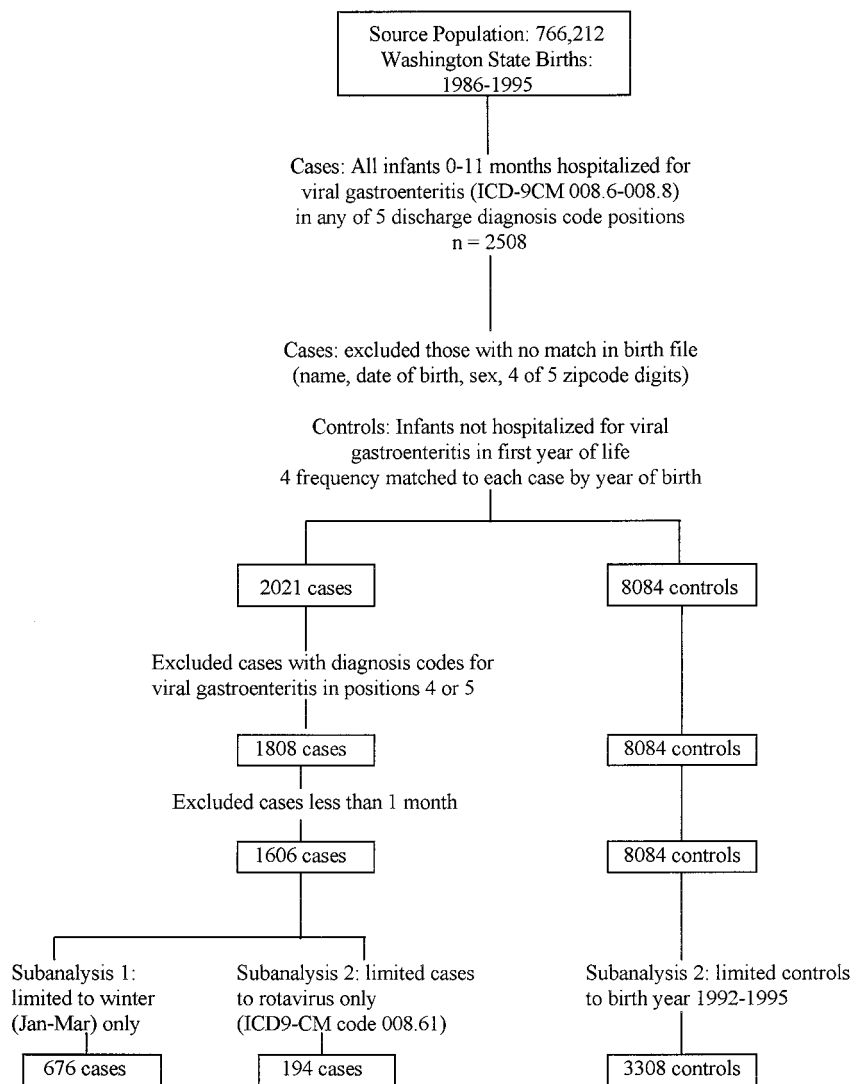 Source Population: 766,212
Washington State Births:
1986-1995
Cases: All infants 0-11 months hospitalized for
viral gastroenteritis (ICD-9CM 008.6-008.8)
in any of 5 discharge diagnosis code positions
n = 2508
Cases: excluded those with no match in birth file
(name, date of birth, sex, 4 of 5 zipcode digits)
Controls: Infants not hospitalized for viral
gastroenteritis in first year of life
4 frequency matched to each case by year of birth
2021 cases
8084 controls
Excluded cases with diagnosis codes for
viral gastroenteritis in positions 4 or 5
1808 cases
8084 controls
Excluded cases less than 1 month
1606 cases
8084 controls
Subanalysis 1:
limited to winter
(Jan-Mar) only
676 cases
Subanalysis 2: limited cases
to rotavirus only
(ICD9-CM code 008.61)
194 cases
Subanalysis 2: limited controls
to birth year 1992-1995
3308 controls